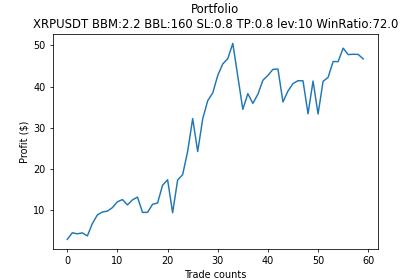 Portfolio
XRPUSDT BBM:2.2 BBL:160 SL:0.8 TP:0.8 lev:10 WinRatio:72.0
50
40
30
20
10
Profit ($)
0 10 20 30 40 50 60
Trade counts